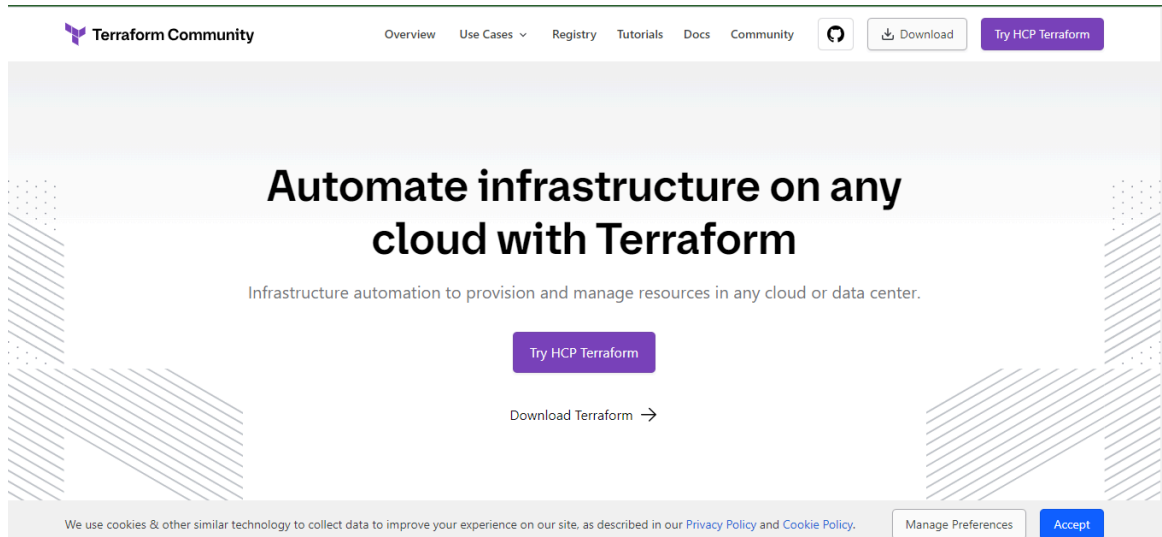 Terraform Community
Overview Use Cases Registry Tutorials Docs Community Download Try HCP Terraform
Automate infrastructure on any
cloud with Terraform
Infrastructure automation to provision and manage resources in any cloud or data center.
Try HCP Terraform
Download Terraform →
We use cookies & other similar technology to collect data to improve your experience on our site, as described in our Privacy Policy and Cookie Policy. Manage Preferences Accept